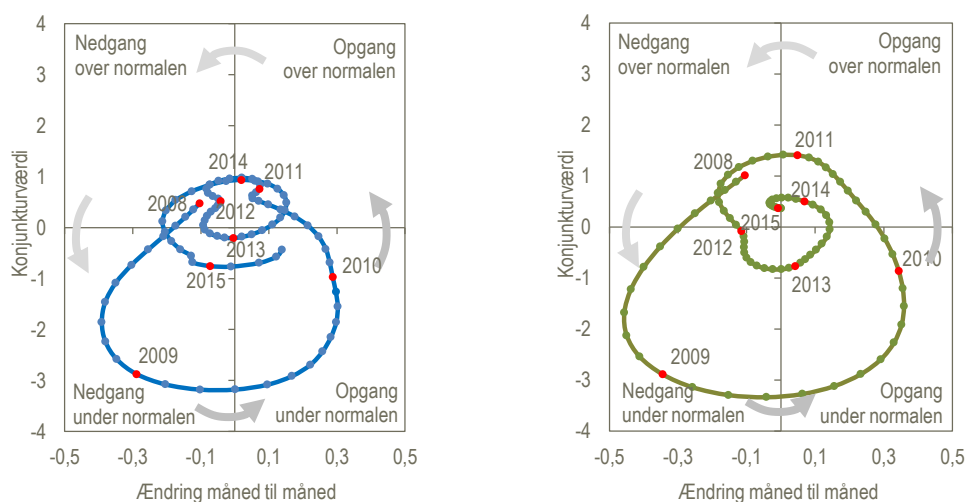 Nedgang
over normalen
Opgang
over normalen
4
3
2
1
0
-1
-2
-3
-4
Konjunkturværdi
2014
2011
2008
2012
2013
2015
2010
2009
Nedgang
under normalen
Opgang
under normalen
-0,5
-0,3
-0,1
0,1
0,3
0,5
Ændring måned til måned
Nedgang
over normalen
Opgang
over normalen
4
3
2
1
0
-1
-2
-3
-4
Konjunkturværdi
2011
2008
2014
2015
2012
2013
2010
2009
Nedgang
under normalen
Opgang
under normalen
-0,5
-0,3
-0,1
0,1
0,3
0,5
Ændring måned til måned